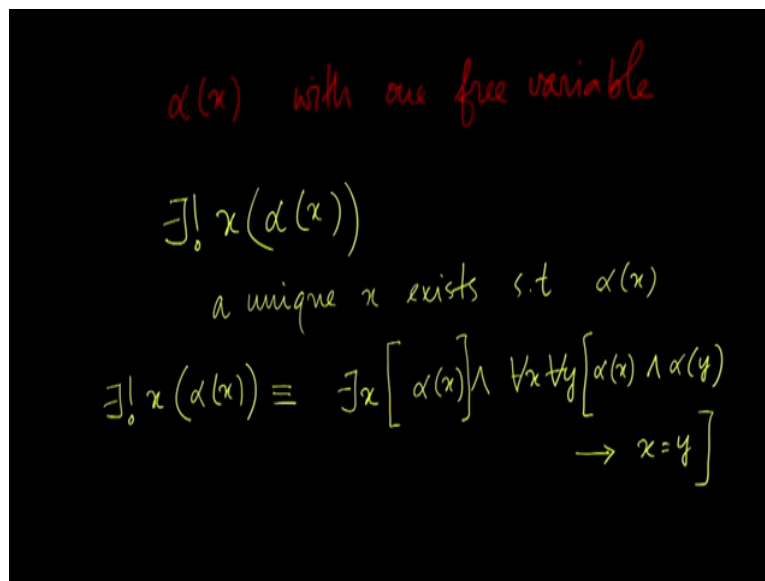 α(x) with one free variable
∃! x(α(x))
a unique x exists s.t α(x)
∃! x(α(x)) ≡ ∃x[α(x)] ∧ ∀x∀y[α(x) ∧ α(y)
→ x=y]